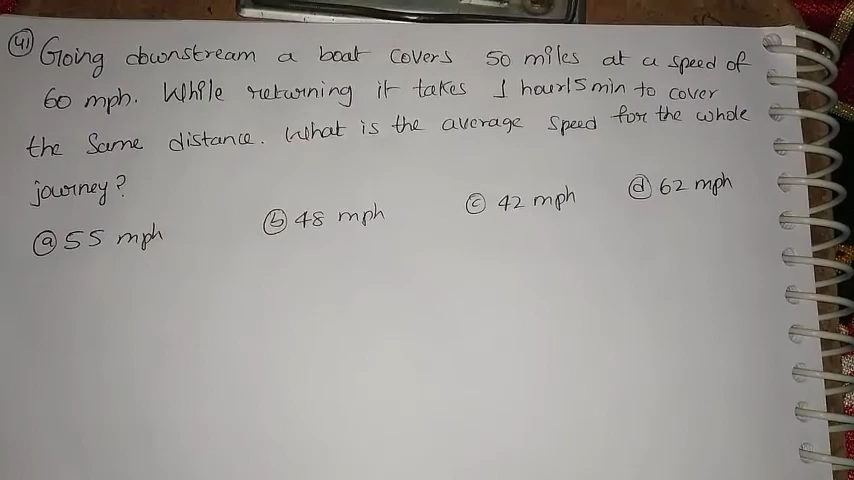 41 Going downstream a boat covers 50 miles at a speed of
60 mph. While returning it takes 1 hour 15 min to cover
the same distance. What is the average speed for the whole
journey?
(a) 55 mph (b) 48 mph (c) 42 mph (d) 62 mph